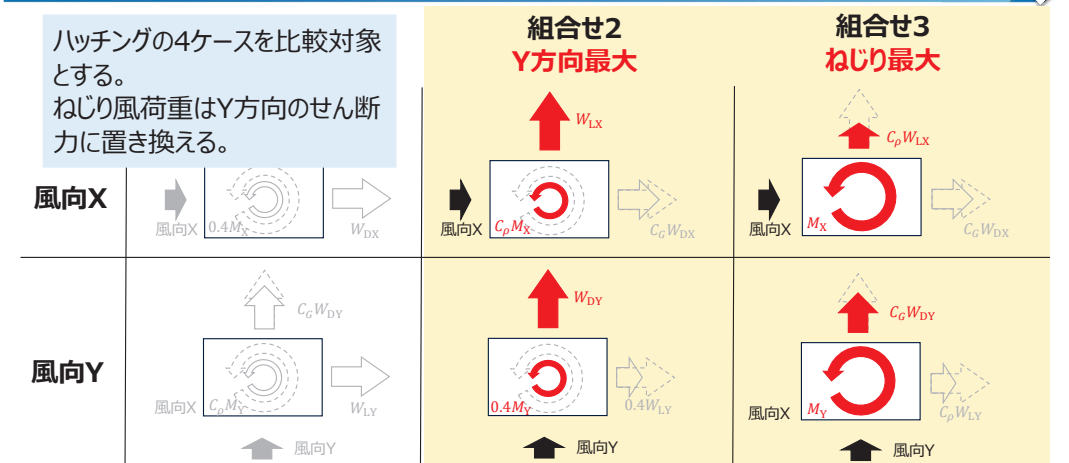 ハッチングの4ケースを比較対象
とする。
ねじり風荷重はY方向のせん断
力に置き換える。
組合せ2
Y方向最大
組合せ3
ねじり最大
風向X
風向X
0.4M_X
W_DX
W_LX
風向X
C_ρM_X
C_GW_DX
C_ρW_LX
風向X
M_X
C_GW_DX
風向Y
C_GW_DY
風向X
C_ρM_Y
W_LY
風向Y
W_DY
0.4M_Y
0.4W_LY
風向Y
C_GW_DY
風向X
M_Y
C_ρW_LY
風向Y